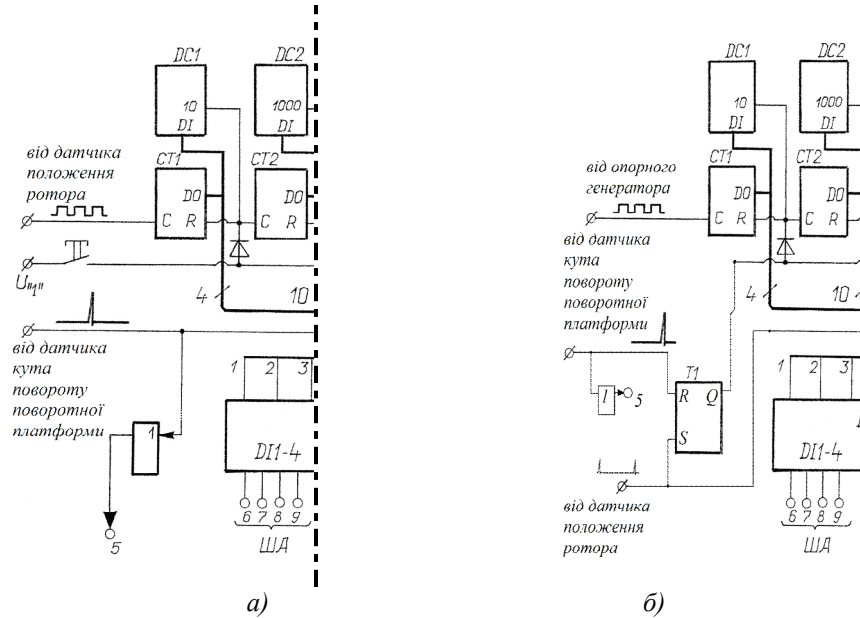 DC1
DC2
10
DI
1000
DI
від датчика
положення
ротора
CT1
CT2
DO
C R
DO
C R
U"1"
4
10
від датчика
кута
повороту
поворотної
платформи
1
5
1 2 3
DI1-4
6 7 8 9
ША
а)
DC1
DC2
10
DI
1000
DI
від опорного
генератора
CT1
CT2
DO
C R
DO
C R
від датчика
кута
повороту
поворотної
платформи
4
10
1
5
T1
R Q
S
1 2 3
DI1-4
6 7 8 9
ША
від датчика
положення
ротора
б)